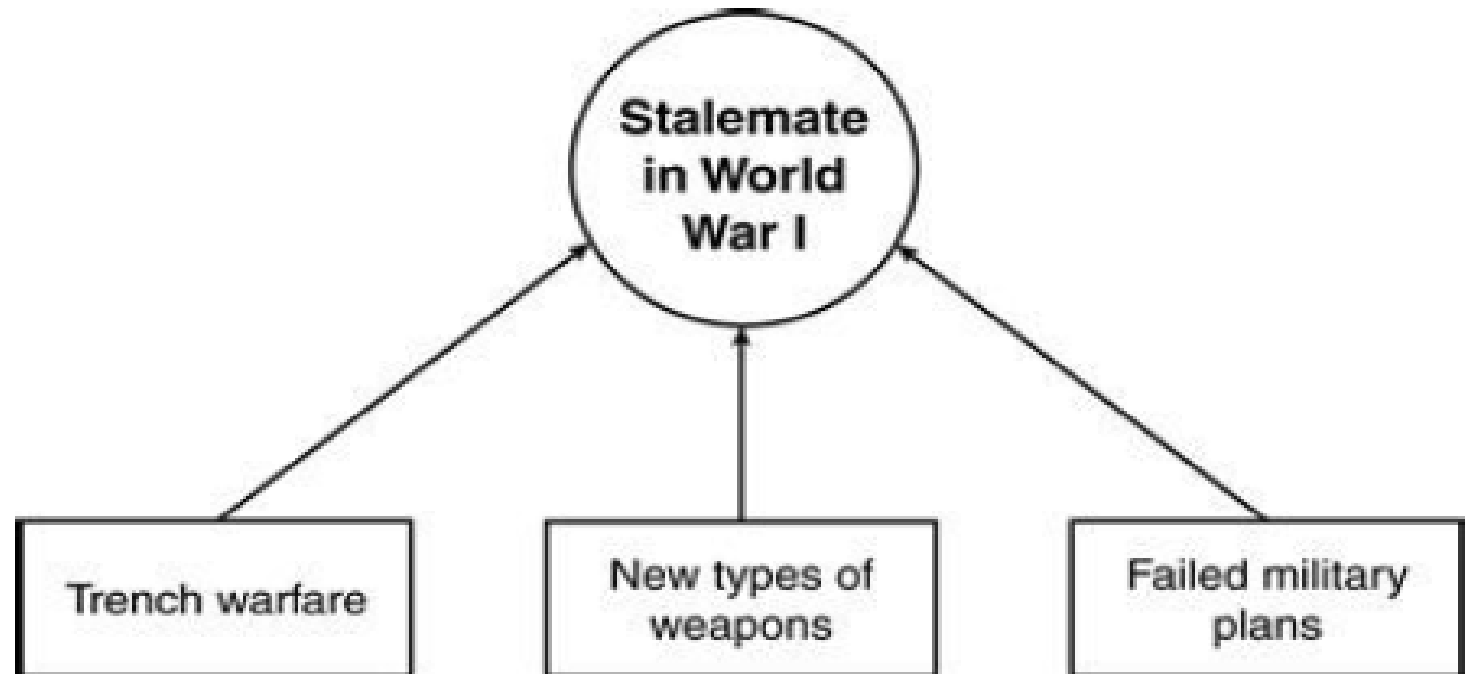 Stalemate
in World
War I
Trench warfare
New types of
weapons
Failed military
plans